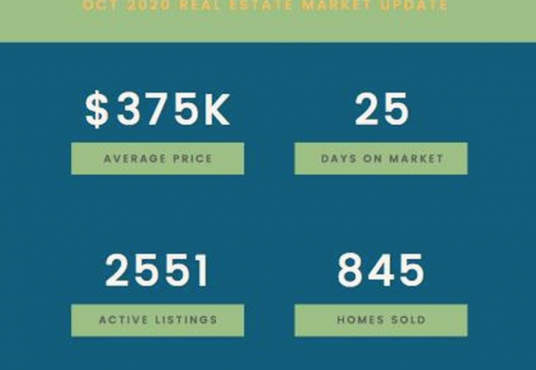 OCT 2020 REAL ESTATE MARKET UPDATE
$375K 25
AVERAGE PRICE DAYS ON MARKET
2551 845
ACTIVE LISTINGS HOMES SOLD